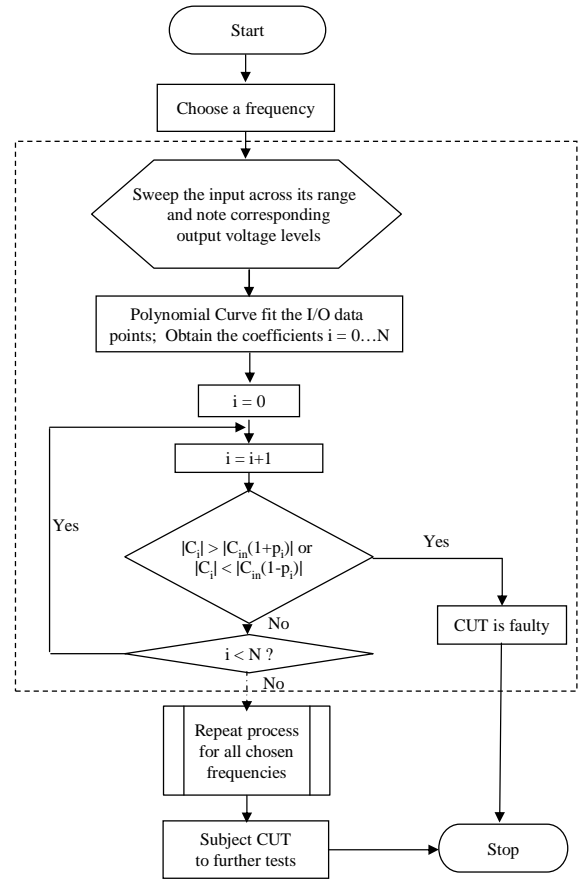 Start
Choose a frequency
Sweep the input across its range
and note corresponding
output voltage levels
Polynomial Curve fit the I/O data
points; Obtain the coefficients i = 0…N
i = 0
i = i+1
Yes
|Cᵢ| > |Cᵢₙ(1+pᵢ)| or
|Cᵢ| < |Cᵢₙ(1-pᵢ)|
Yes
No
CUT is faulty
i < N ?
No
Repeat process
for all chosen
frequencies
Subject CUT
to further tests
Stop